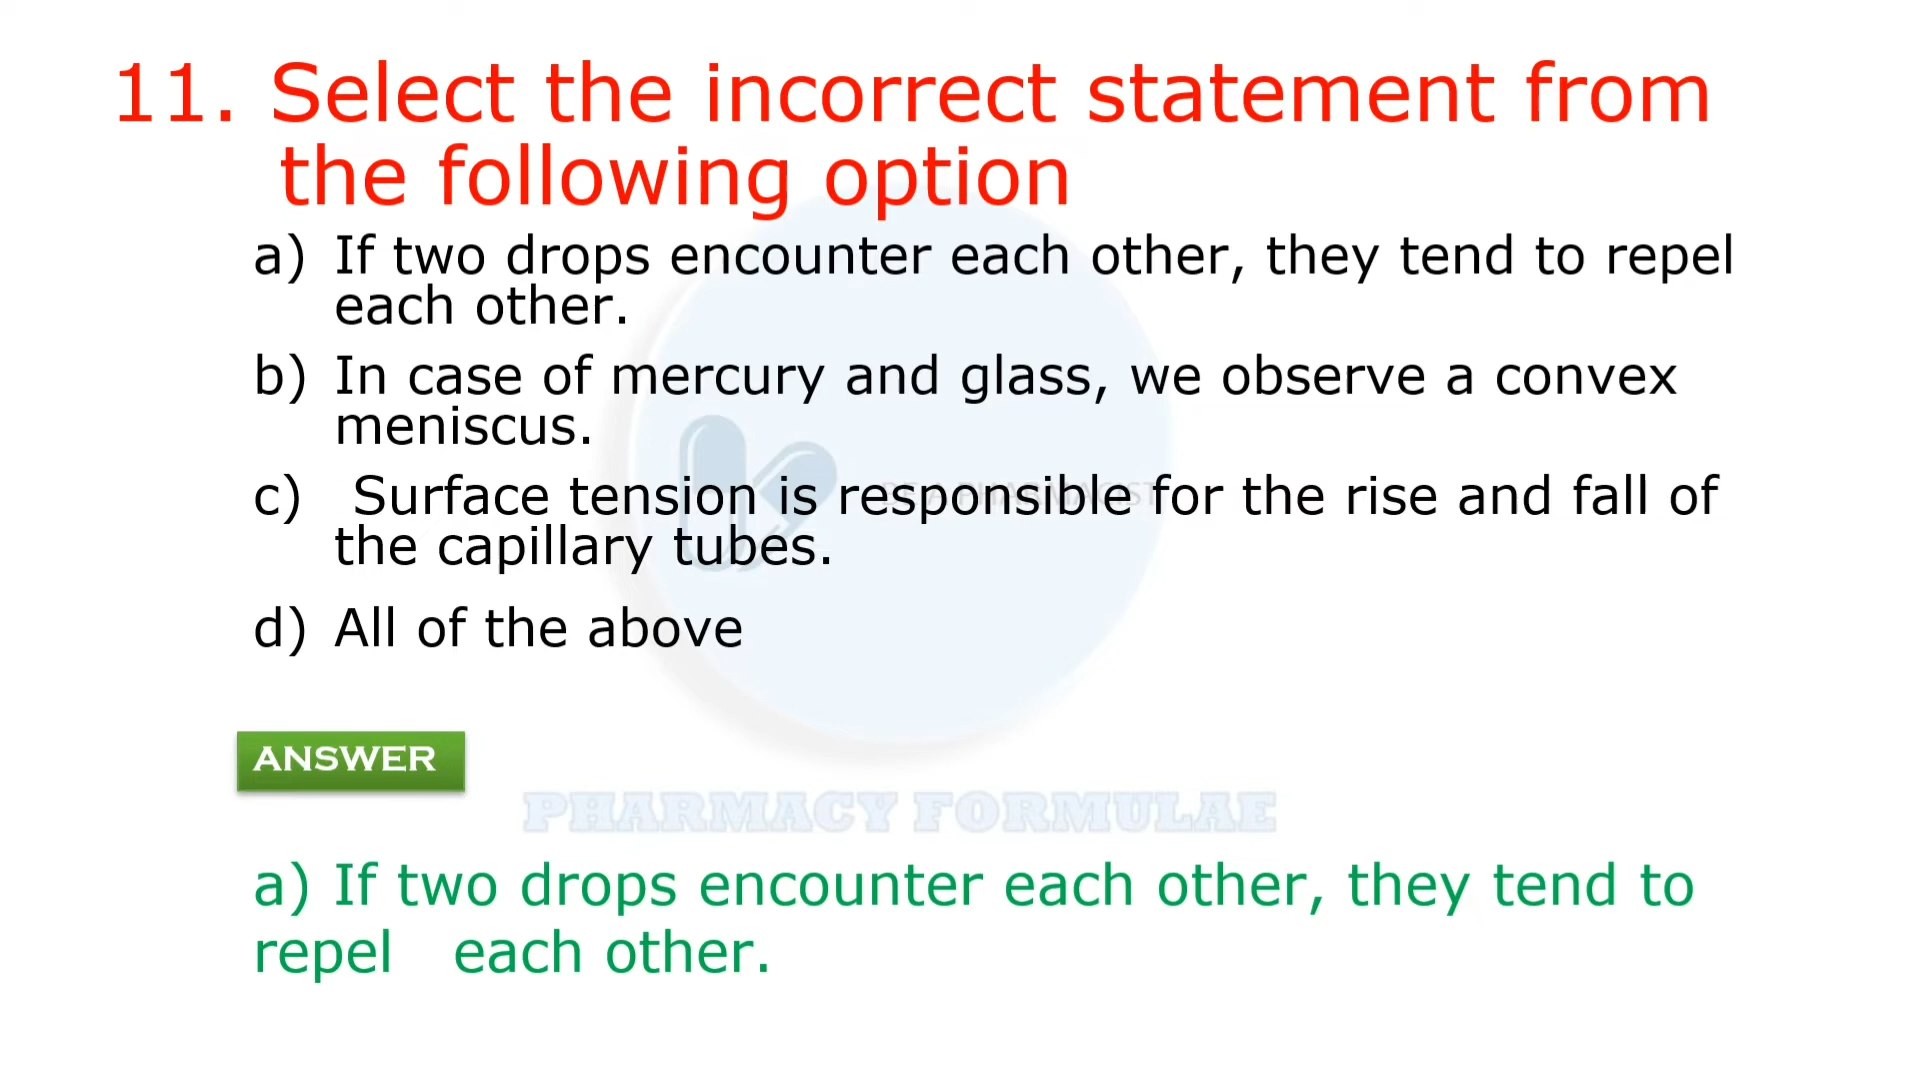 11. Select the incorrect statement from
the following option
a) If two drops encounter each other, they tend to repel
each other.
b) In case of mercury and glass, we observe a convex
meniscus.
c) Surface tension is responsible for the rise and fall of
the capillary tubes.
d) All of the above
ANSWER
PHARMACY FORMULAE
a) If two drops encounter each other, they tend to
repel each other.